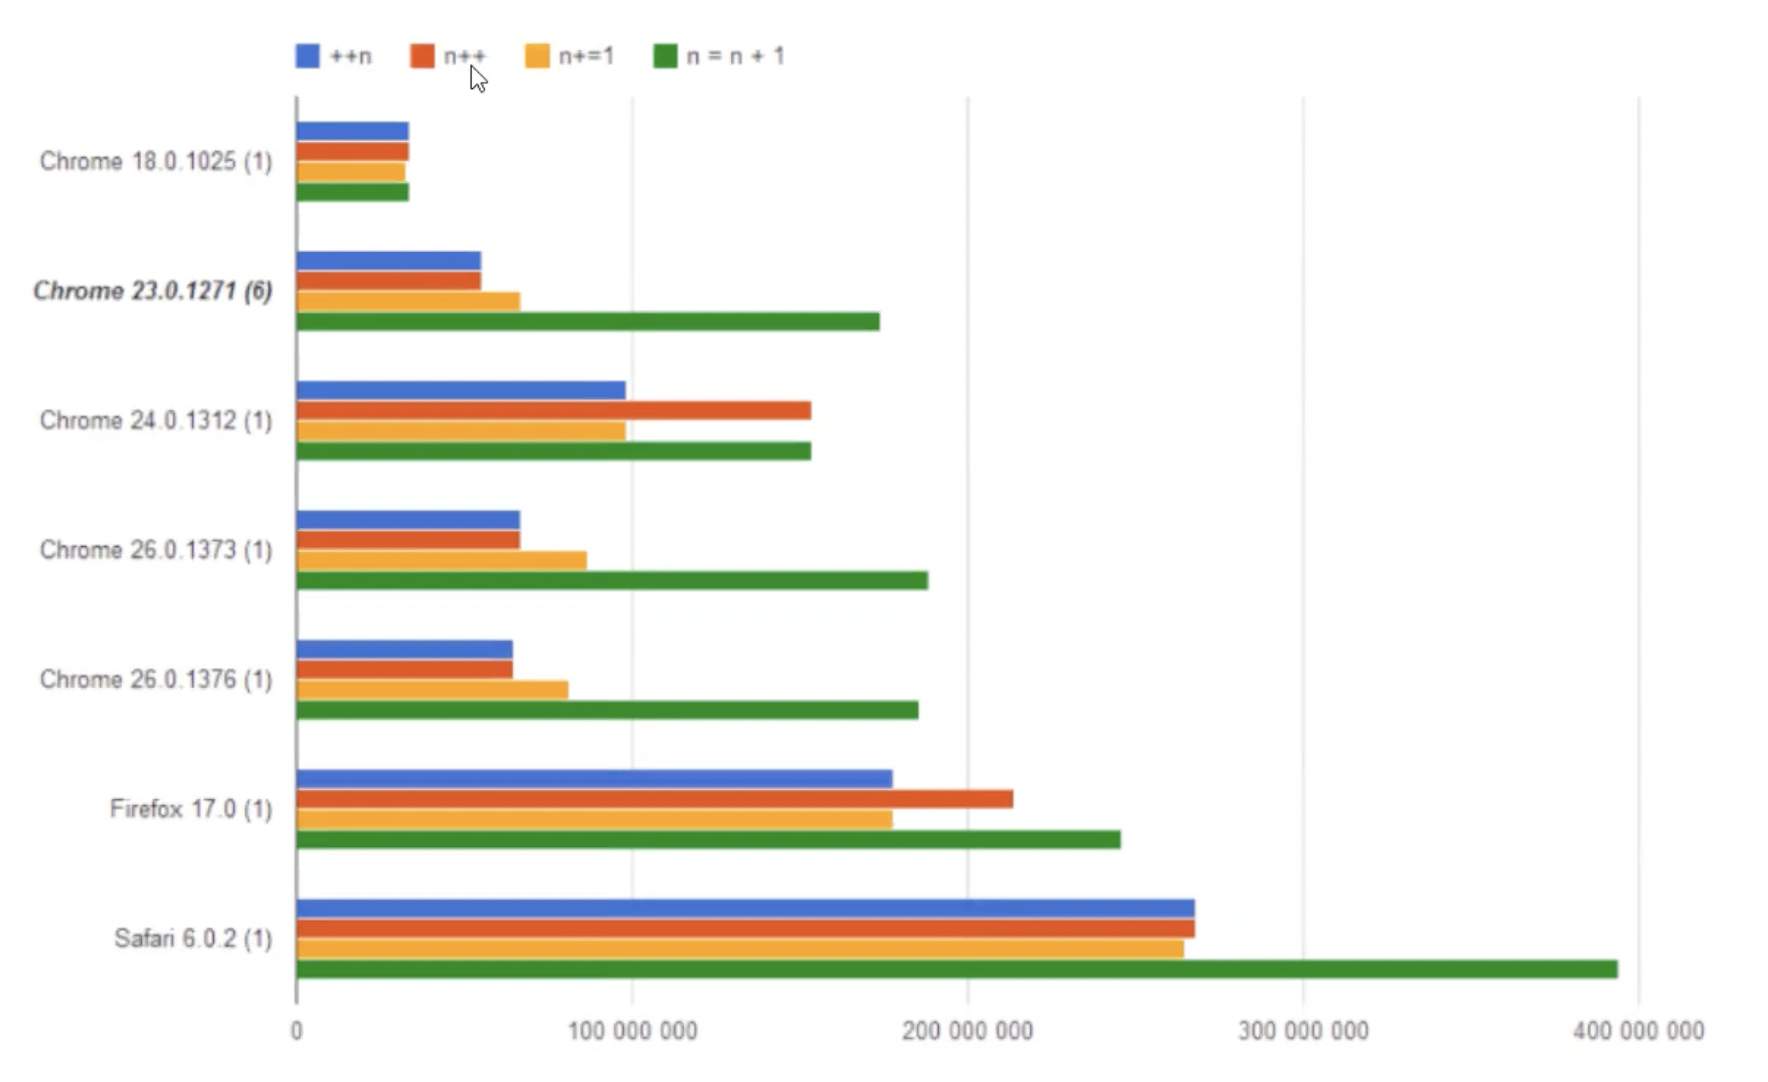 ++n n++ n+=1 n = n + 1
Chrome 18.0.1025 (1)
Chrome 23.0.1271 (6)
Chrome 24.0.1312 (1)
Chrome 26.0.1373 (1)
Chrome 26.0.1376 (1)
Firefox 17.0 (1)
Safari 6.0.2 (1)
0 100 000 000 200 000 000 300 000 000 400 000 000